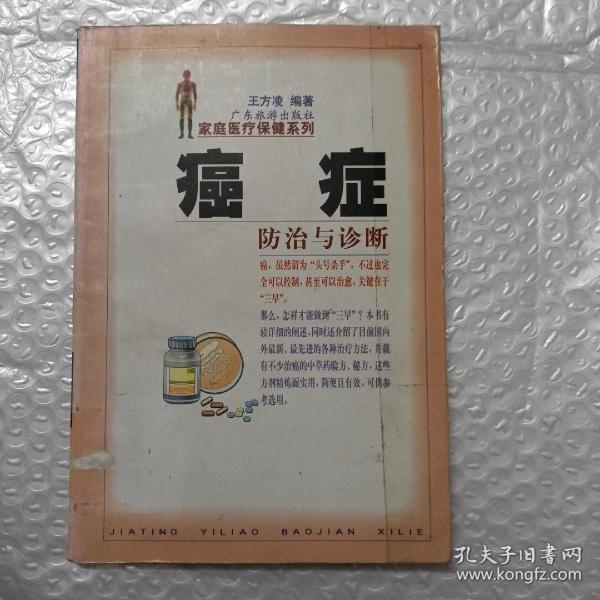 王方凌 编著
广东旅游出版社
家庭医疗保健系列
癌 症
防治与诊断
癌，虽然谓为“头号杀手”，不过也完
全可以控制，甚至可以治愈，关键在于
“三早”。
那么，怎样才能做到“三早”？本书有
较详细的阐述，同时还介绍了目前国内
外最新、最先进的各种治疗方法，并载
有不少治癌的中草药验方、秘方，这些
方剂精炼而实用，简便且有效，可供参
考选用。
JIATING YILIAO BAOJIAN XILIE
孔夫子旧书网
www.kongfz.com